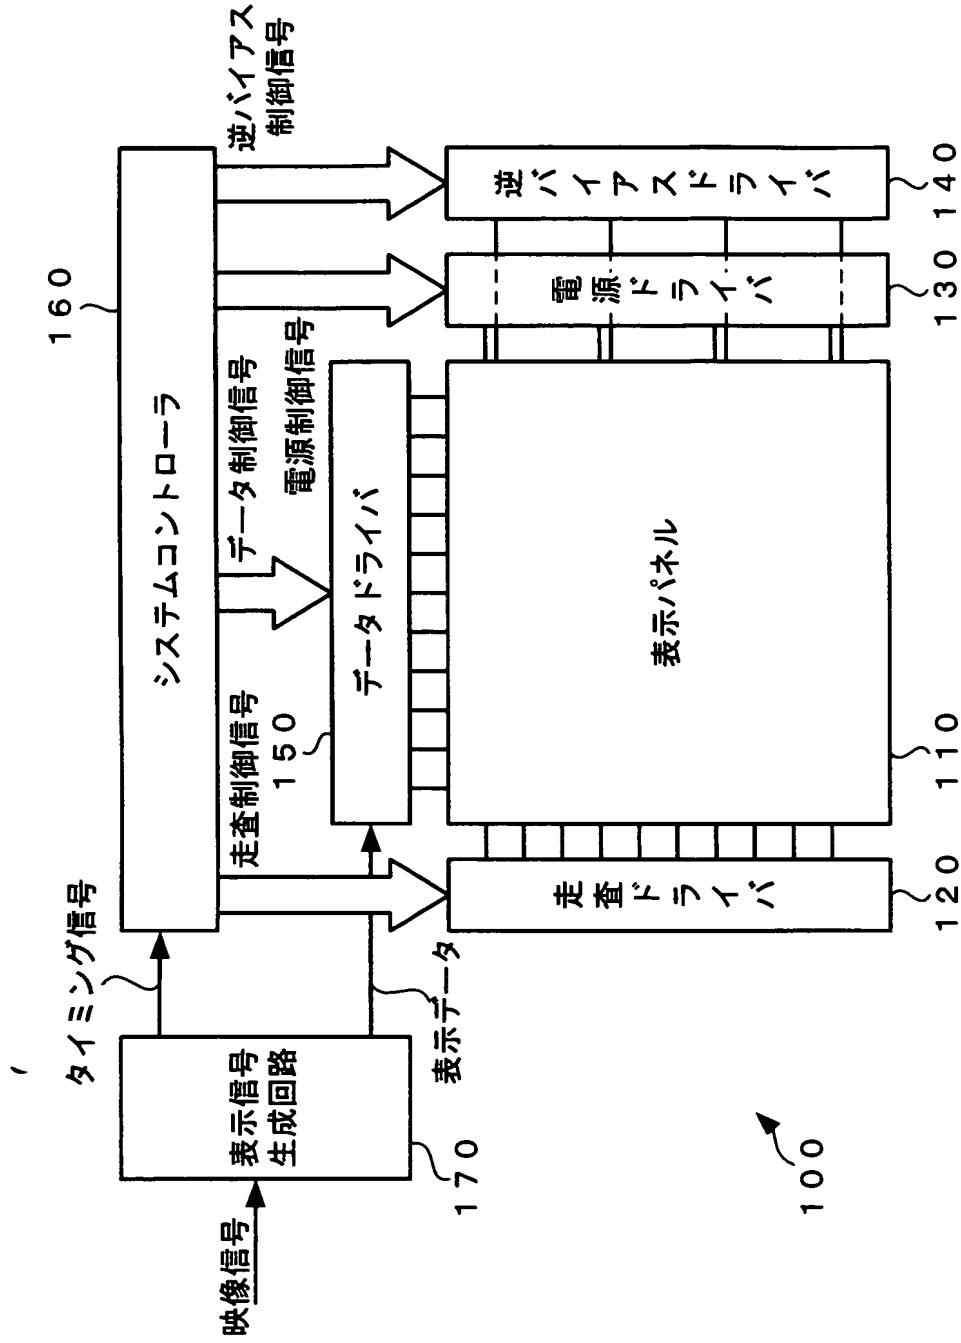 映像信号
表示信号
生成回路
170
タイミング信号
表示データ
160
システムコントローラ
走査制御信号
データ制御信号
電源制御信号
逆バイアス
制御信号
150
データドライバ
走査ドライバ
120
表示パネル
110
電源ドライバ
130
逆バイアスドライバ
140
100